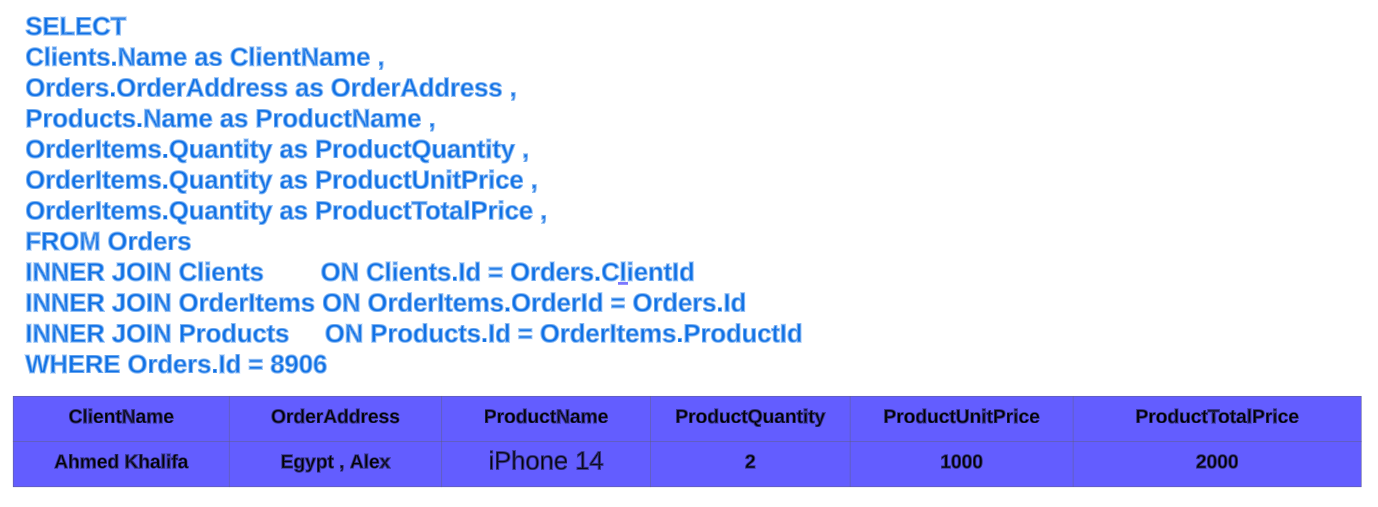 SELECT
Clients.Name as ClientName ,
Orders.OrderAddress as OrderAddress ,
Products.Name as ProductName ,
OrderItems.Quantity as ProductQuantity ,
OrderItems.Quantity as ProductUnitPrice ,
OrderItems.Quantity as ProductTotalPrice ,
FROM Orders
INNER JOIN Clients ON Clients.Id = Orders.ClientId
INNER JOIN OrderItems ON OrderItems.OrderId = Orders.Id
INNER JOIN Products ON Products.Id = OrderItems.ProductId
WHERE Orders.Id = 8906
ClientName OrderAddress ProductName ProductQuantity ProductUnitPrice ProductTotalPrice
Ahmed Khalifa Egypt , Alex iPhone 14 2 1000 2000